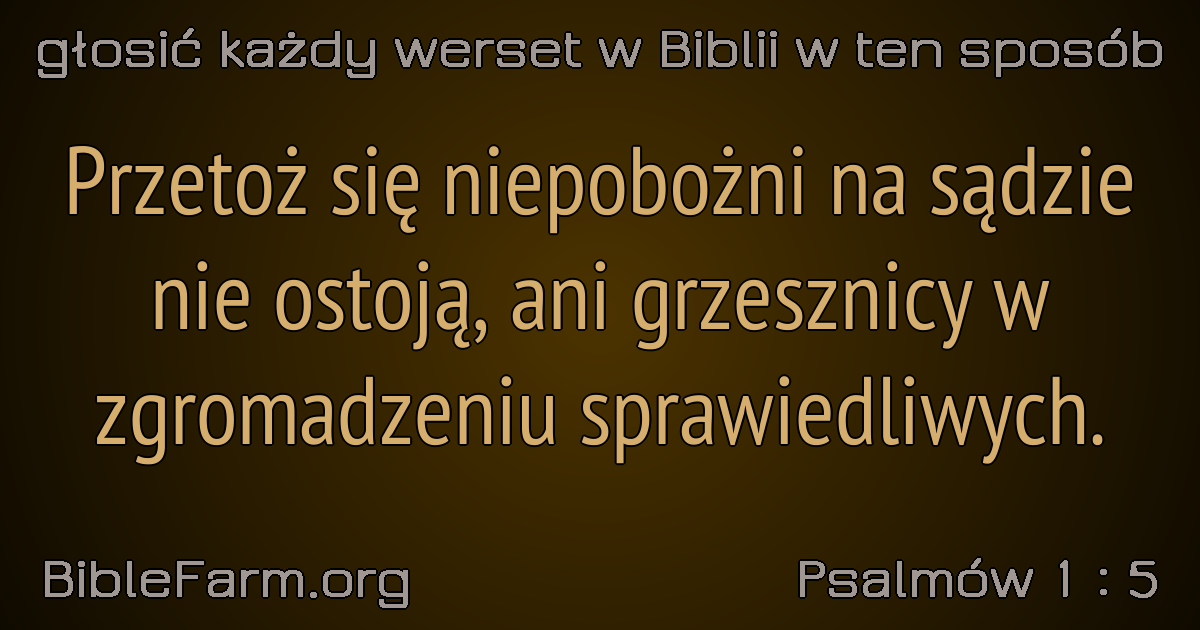 głosić każdy werset w Biblii w ten sposób
Przetoż się niepobożni na sądzie
nie ostoją, ani grzesznicy w
zgromadzeniu sprawiedliwych.
BibleFarm.org
Psalmów 1 : 5